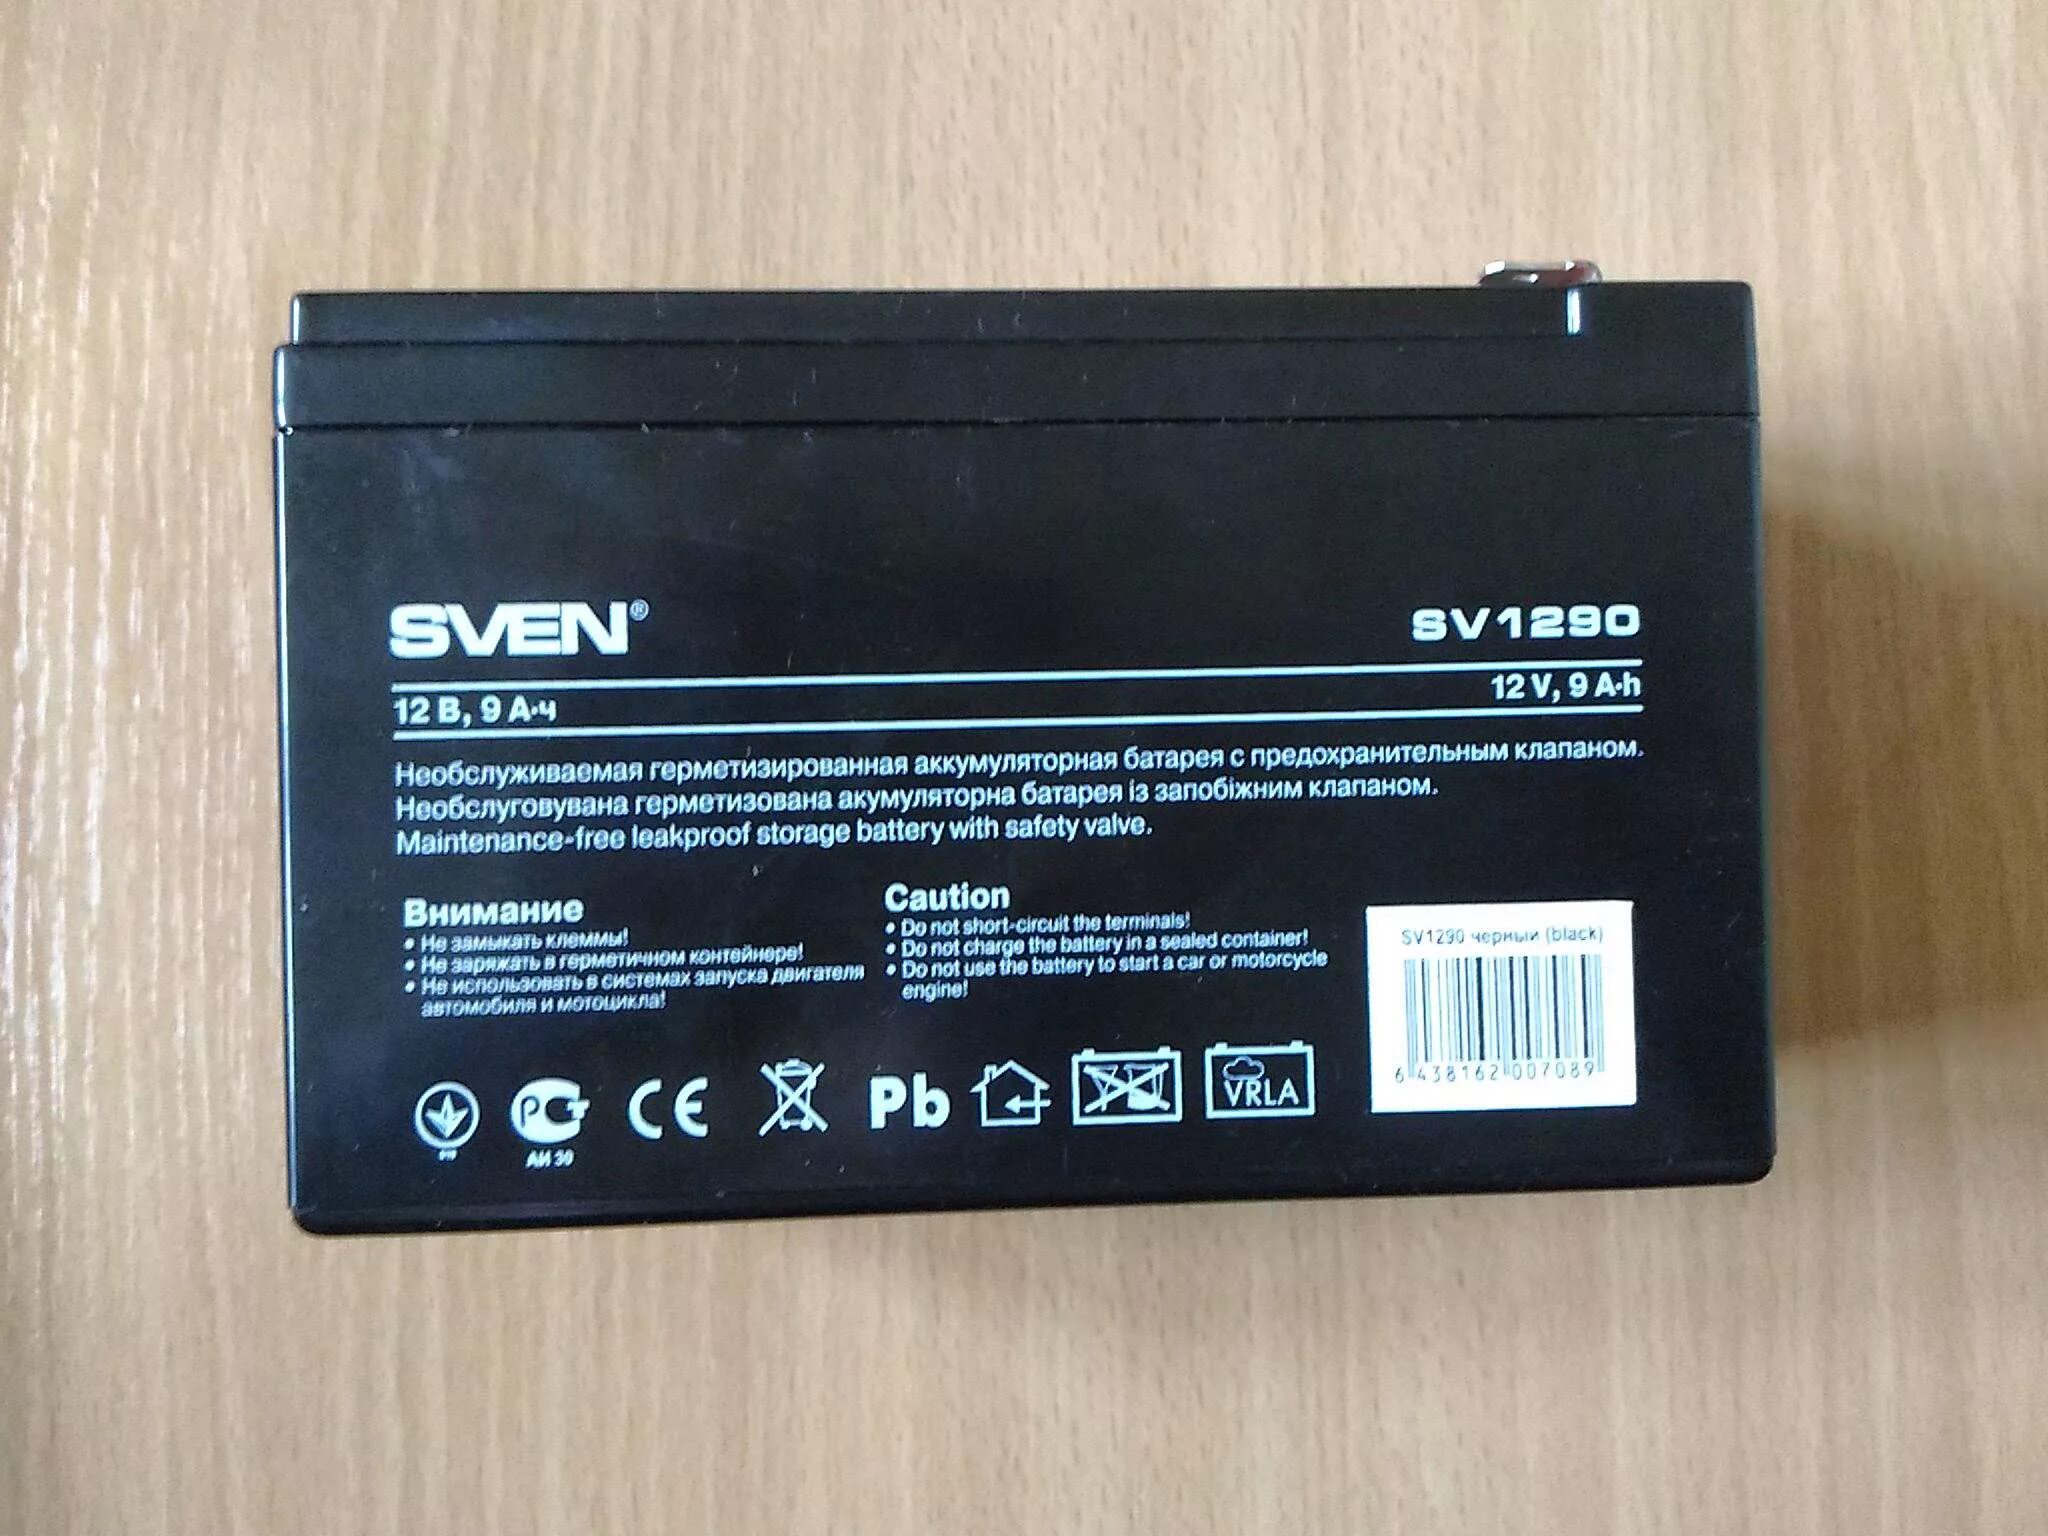 SVEN®
SV1290
12 В, 9 А·ч
12 V, 9 A·h
Необслуживаемая герметизированная аккумуляторная батарея с предохранительным клапаном.
Необслуговувана герметизована акумуляторна батарея із запобіжним клапаном.
Maintenance-free leakproof storage battery with safety valve.
Внимание
• Не замыкать клеммы!
• Не заряжать в герметичном контейнере!
• Не использовать в системах запуска двигателя
автомобиля и мотоцикла!
Caution
• Do not short-circuit the terminals!
• Do not charge the battery in a sealed container!
• Do not use the battery to start a car or motorcycle
engine!
SV1290 черный (black)
6 438162 007089
РСТ
АИ 30
CE
Pb
VRLA